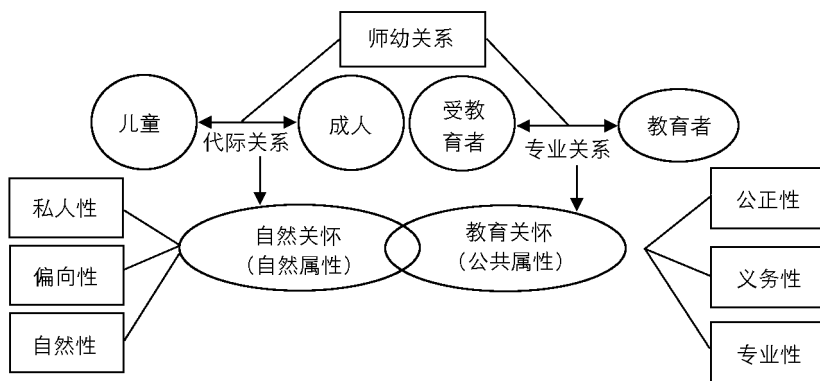 师幼关系
儿童
成人
受教
育者
教育者
代际关系
专业关系
私人性
偏向性
自然性
自然关怀
（自然属性）
教育关怀
（公共属性）
公正性
义务性
专业性